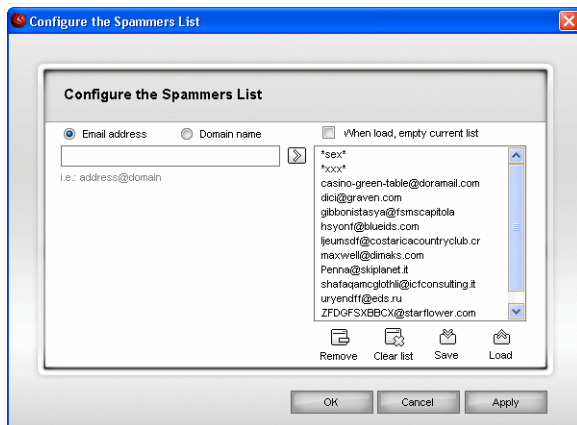 Configure the Spammers List
Configure the Spammers List
Email address Domain name When load, empty current list
i.e.: address@domain
*sex*
*xxx*
casino-green-table@doramail.com
dici@graven.com
gibbonistasya@fsmscapitola
hsyonf@blueids.com
ljeumsdf@costaricacountryclub.cr
maxwell@dimaks.com
Penna@skiplanet.it
shafaqamcglothli@icfconsulting.it
uryendff@eds.ru
ZFDGFSXBBCX@starflower.com
Remove Clear list Save Load
OK Cancel Apply